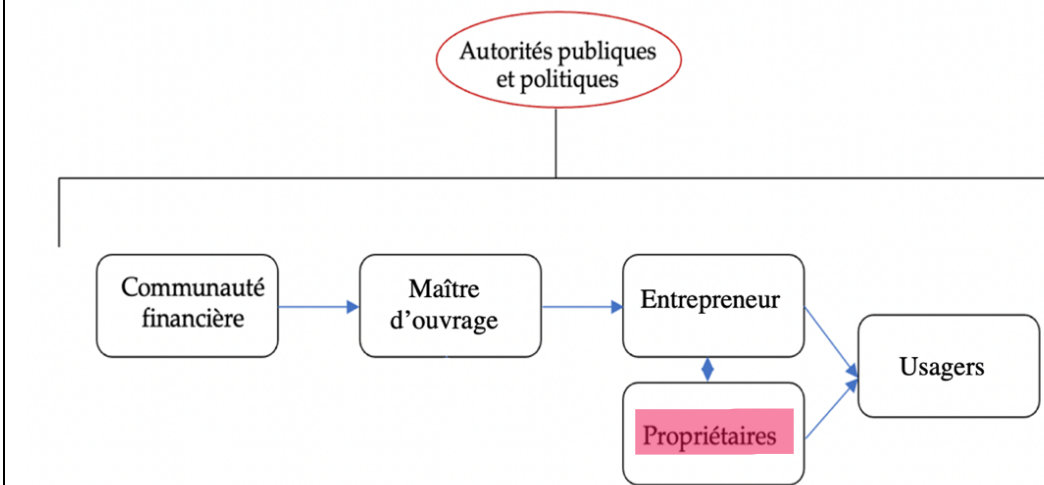 Autorités publiques
et politiques
Communauté
financière
Maître
d’ouvrage
Entrepreneur
Propriétaires
Usagers